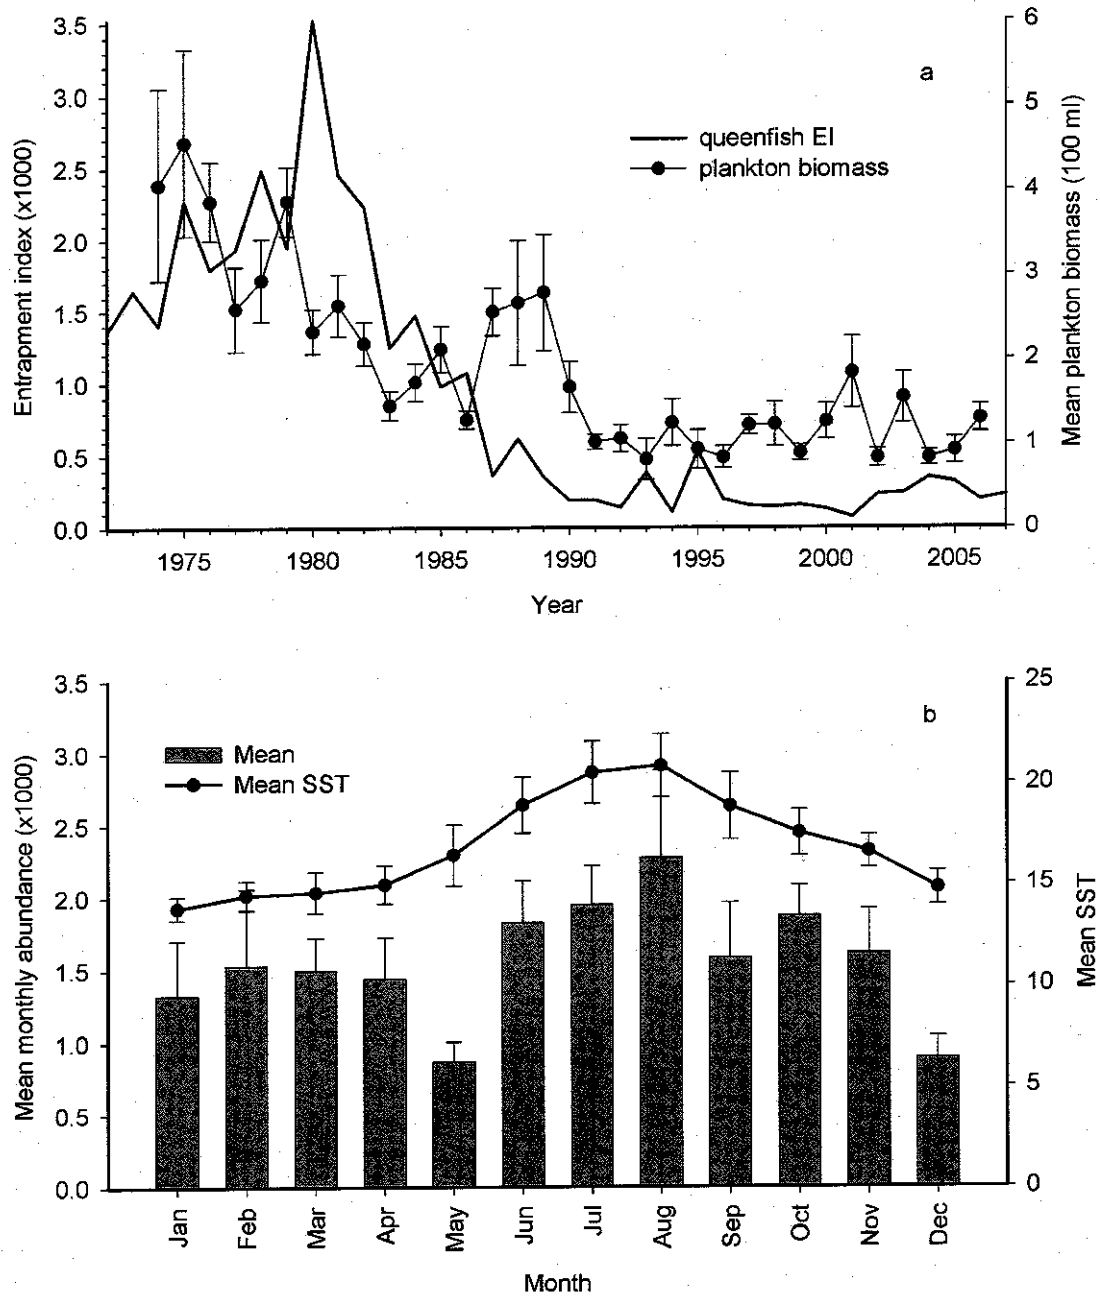 a
queenfish EI
plankton biomass
Entrapment index (x1000)
3.5
3.0
2.5
2.0
1.5
1.0
0.5
0.0
Mean plankton biomass (100 ml)
6
5
4
3
2
1
0
1975 1980 1985 1990 1995 2000 2005
Year
b
Mean
Mean SST
Mean monthly abundance (x1000)
3.5
3.0
2.5
2.0
1.5
1.0
0.5
0.0
Mean SST
25
20
15
10
5
0
Jan Feb Mar Apr May Jun Jul Aug Sep Oct Nov Dec
Month